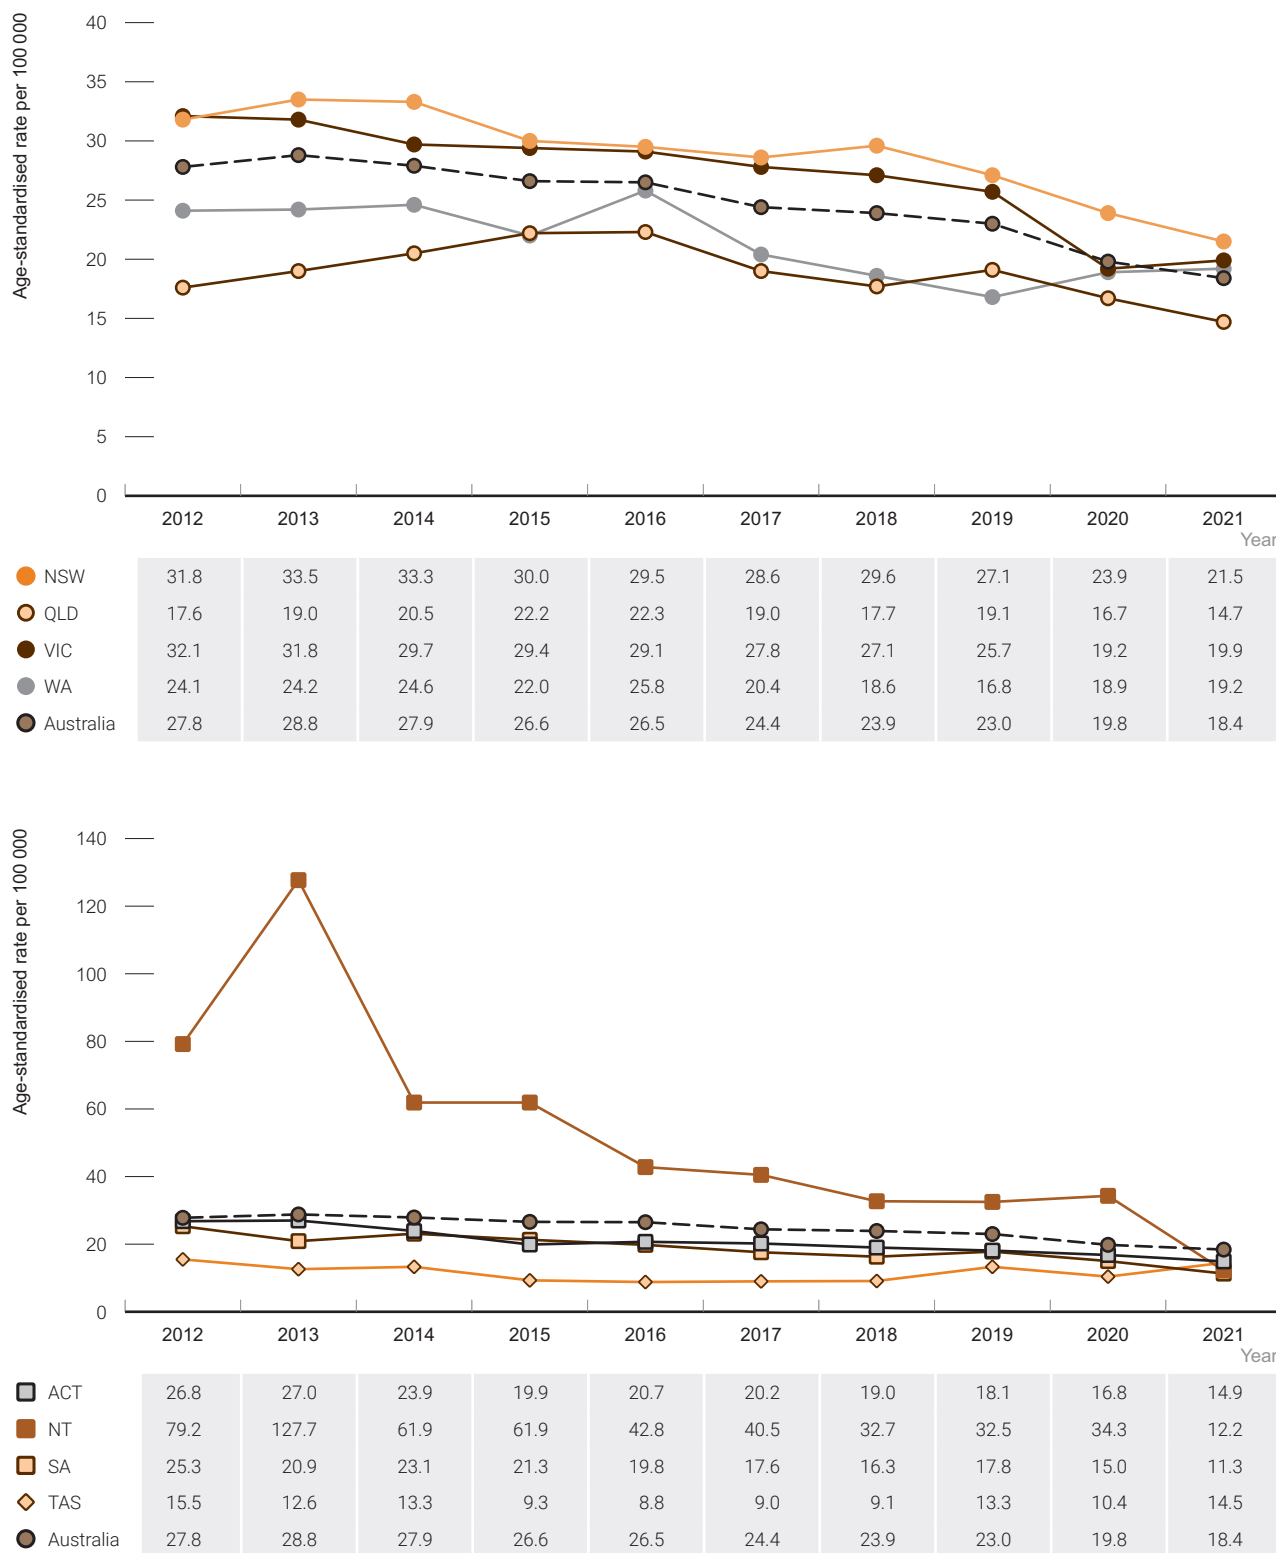 Age-standardised rate per 100 000
40
35
30
25
20
15
10
5
0
2012 2013 2014 2015 2016 2017 2018 2019 2020 2021
Year
NSW 31.8 33.5 33.3 30.0 29.5 28.6 29.6 27.1 23.9 21.5
QLD 17.6 19.0 20.5 22.2 22.3 19.0 17.7 19.1 16.7 14.7
VIC 32.1 31.8 29.7 29.4 29.1 27.8 27.1 25.7 19.2 19.9
WA 24.1 24.2 24.6 22.0 25.8 20.4 18.6 16.8 18.9 19.2
Australia 27.8 28.8 27.9 26.6 26.5 24.4 23.9 23.0 19.8 18.4
Age-standardised rate per 100 000
140
120
100
80
60
40
20
0
2012 2013 2014 2015 2016 2017 2018 2019 2020 2021
Year
ACT 26.8 27.0 23.9 19.9 20.7 20.2 19.0 18.1 16.8 14.9
NT 79.2 127.7 61.9 61.9 42.8 40.5 32.7 32.5 34.3 12.2
SA 25.3 20.9 23.1 21.3 19.8 17.6 16.3 17.8 15.0 11.3
TAS 15.5 12.6 13.3 9.3 8.8 9.0 9.1 13.3 10.4 14.5
Australia 27.8 28.8 27.9 26.6 26.5 24.4 23.9 23.0 19.8 18.4